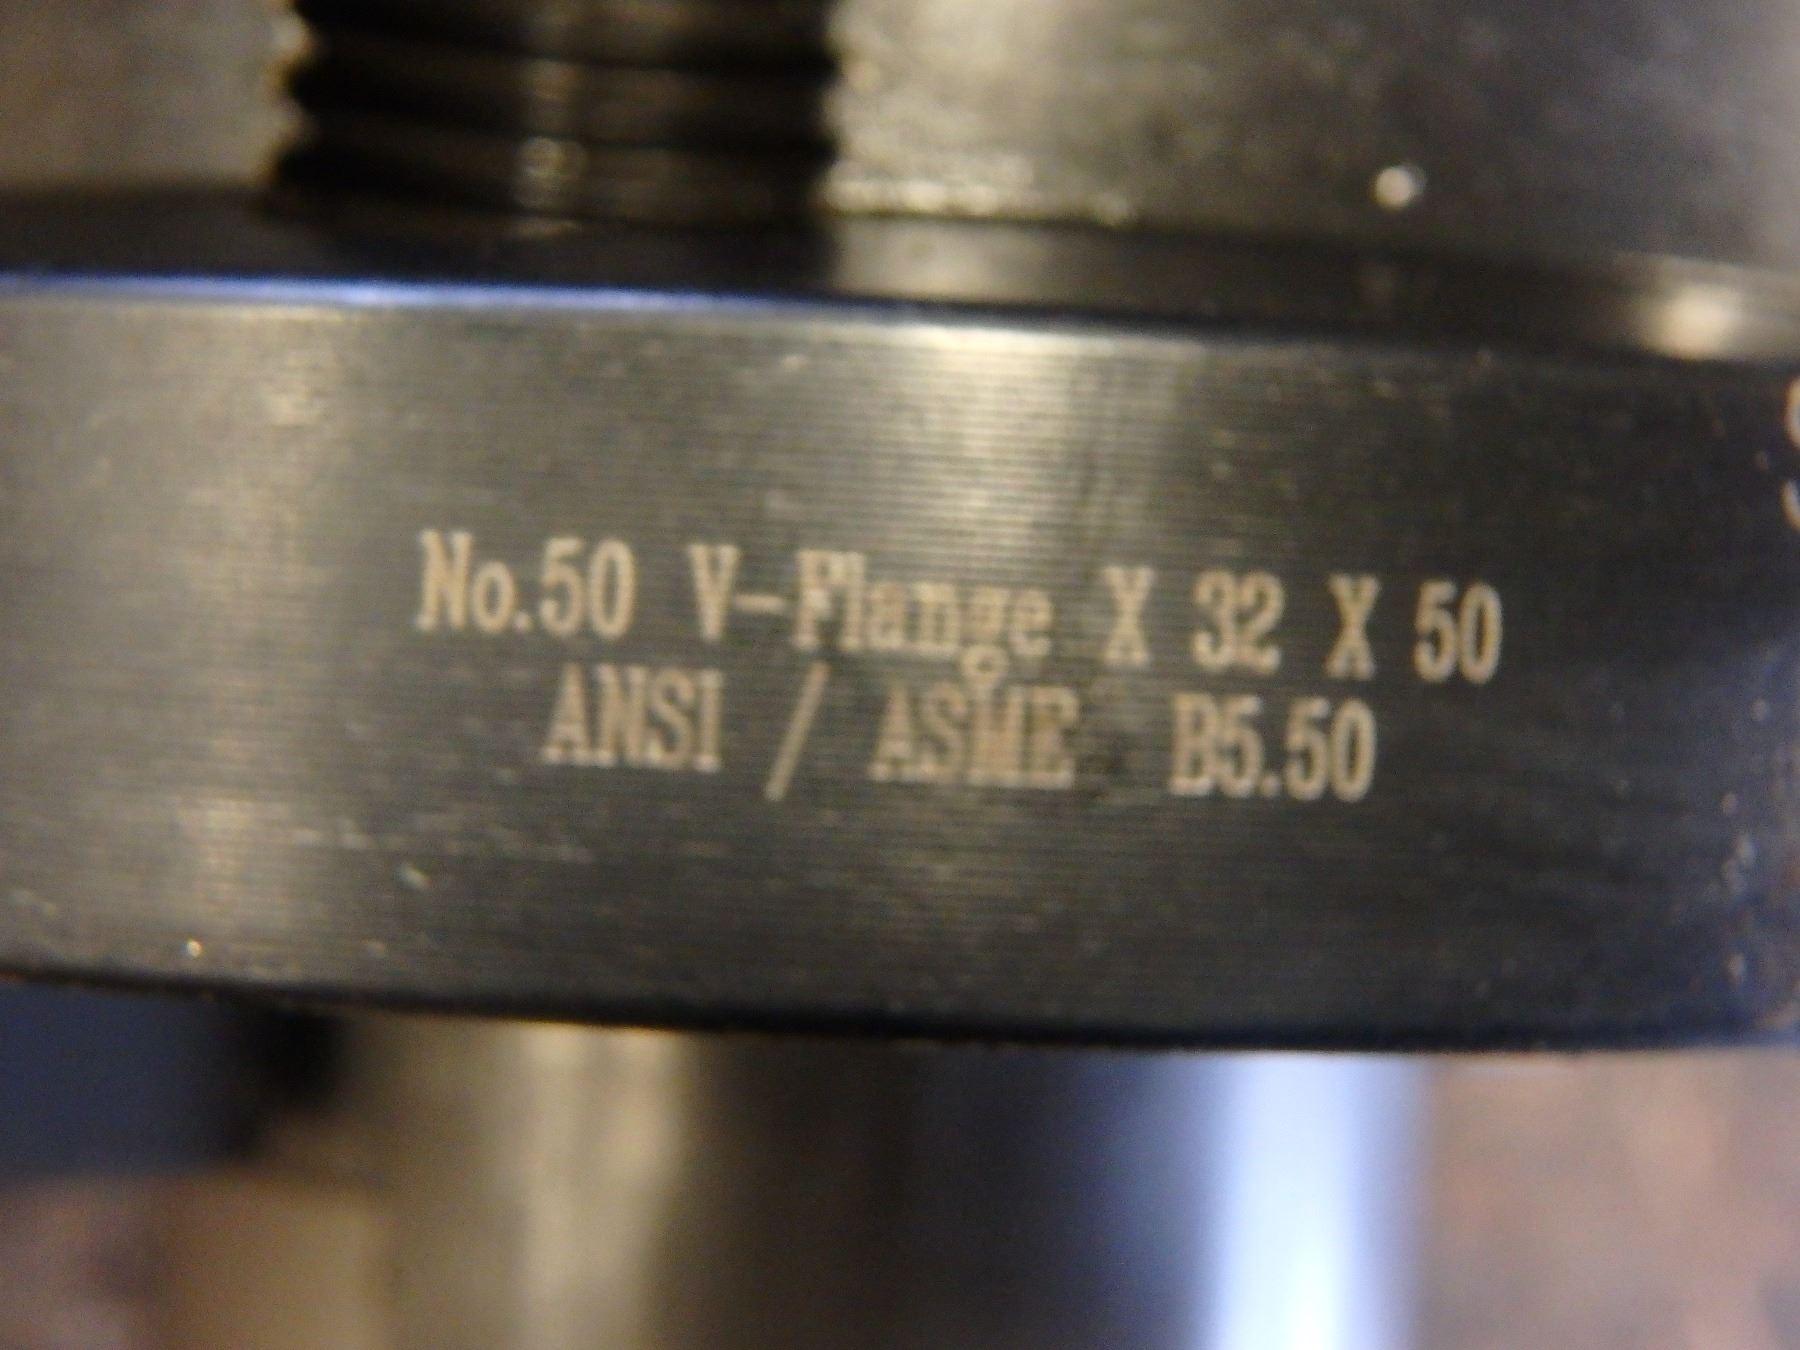 No.50 V-Flange X 32 X 50
ANSI / ASME B5.50